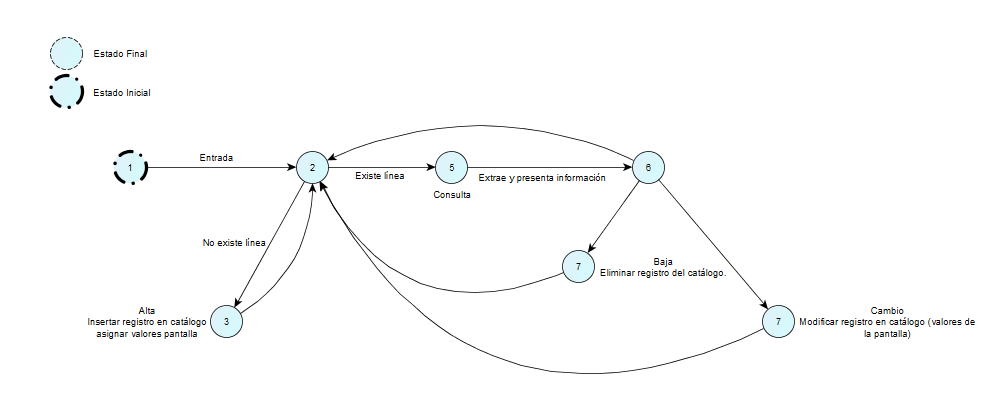 Estado Final
Estado Inicial
1
Entrada
2
Existe línea
5
Consulta
Extrae y presenta información
6
No existe línea
7
Baja
Eliminar registro del catálogo.
Alta
Insertar registro en catálogo
asignar valores pantalla
3
7
Cambio
Modificar registro en catálogo (valores de
la pantalla)